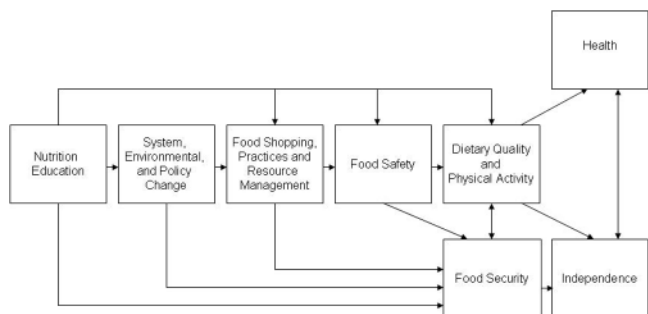 Health
Nutrition
Education
System,
Environmental,
and Policy
Change
Food Shopping,
Practices and
Resource
Management
Food Safety
Dietary Quality
and
Physical Activity
Food Security
Independence